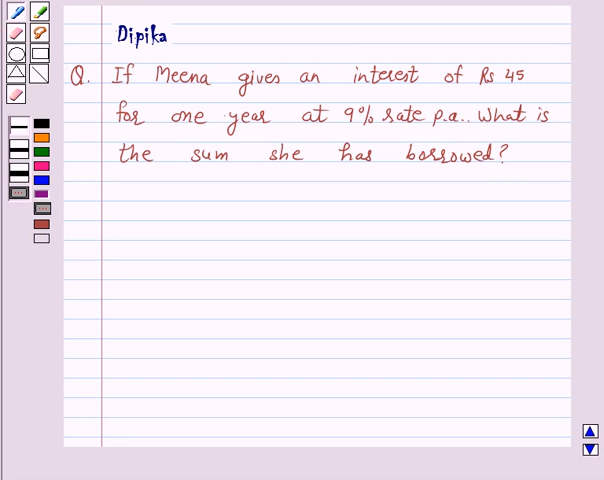 Dipika
Q. If Meena gives an interest of Rs 45
for one year at 9% rate p.a.. What is
the sum she has borrowed?